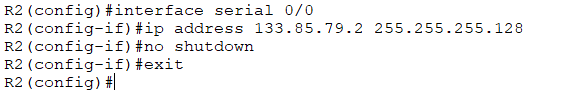 R2(config)#interface serial 0/0
R2(config-if)#ip address 133.85.79.2 255.255.255.128
R2(config-if)#no shutdown
R2(config-if)#exit
R2(config)#